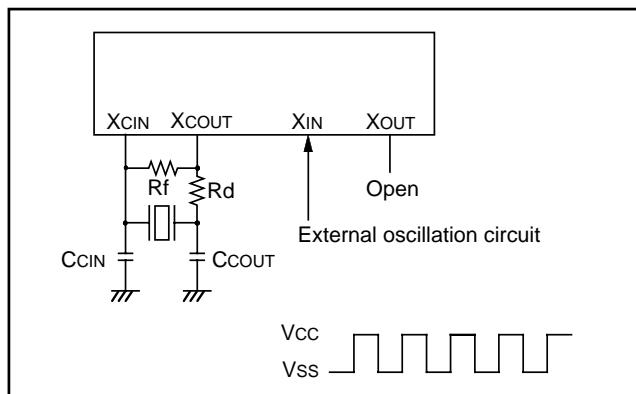 XCIN XCOUT XIN XOUT
Rf
Rd
Open
External oscillation circuit
CCIN
CCOUT
VCC
VSS